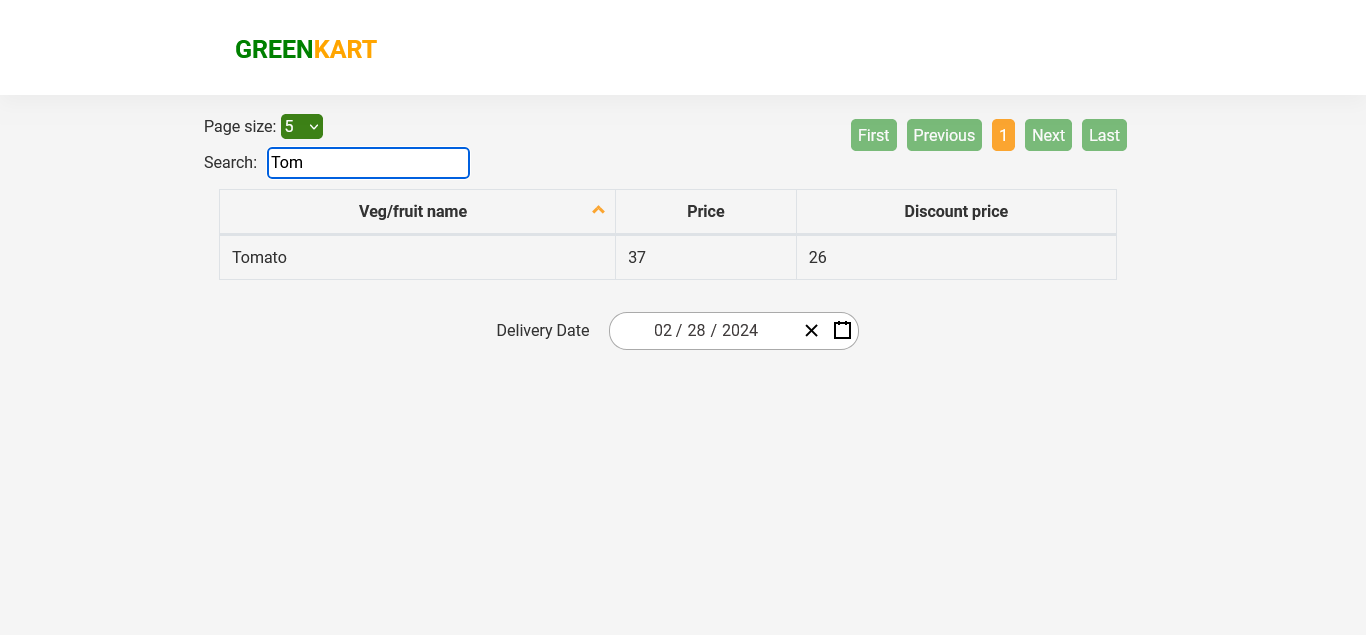 GREENKART
Page size: 5
First Previous 1 Next Last
Search: Tom
Veg/fruit name Price Discount price
Tomato 37 26
Delivery Date 02 / 28 / 2024